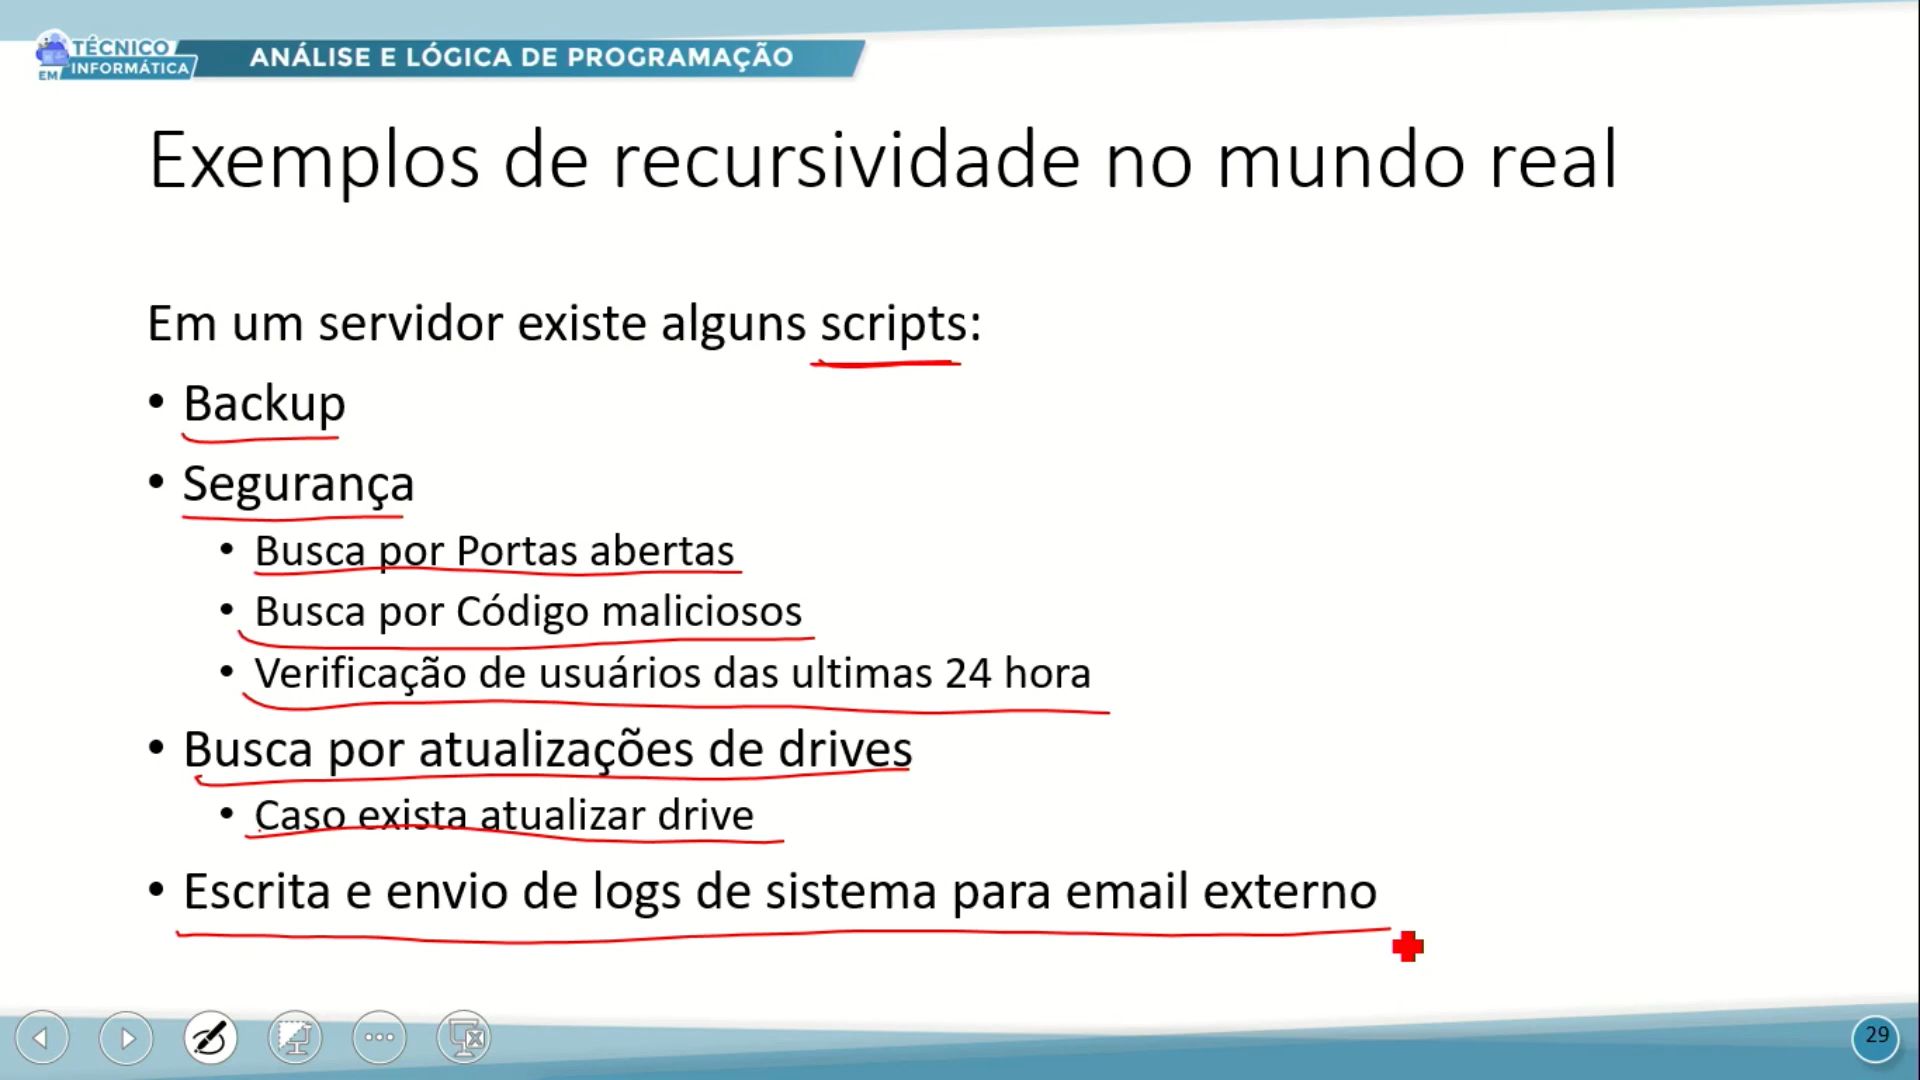 TÉCNICO
EM INFORMÁTICA
ANÁLISE E LÓGICA DE PROGRAMAÇÃO
Exemplos de recursividade no mundo real
Em um servidor existe alguns scripts:
• Backup
• Segurança
• Busca por Portas abertas
• Busca por Código maliciosos
• Verificação de usuários das ultimas 24 hora
• Busca por atualizações de drives
• Caso exista atualizar drive
• Escrita e envio de logs de sistema para email externo
29